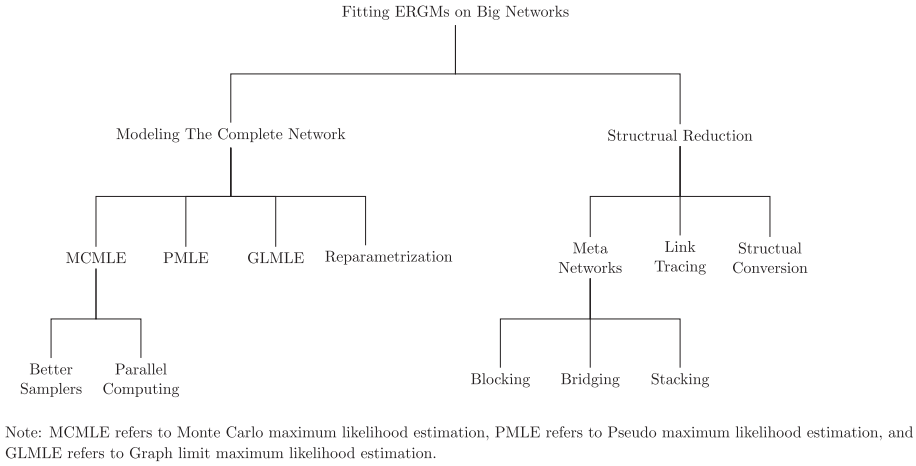 Fitting ERGMs on Big Networks
Modeling The Complete Network
Structrual Reduction
MCMLE
PMLE
GLMLE
Reparametrization
Meta
Networks
Link
Tracing
Structual
Conversion
Better
Samplers
Parallel
Computing
Blocking
Bridging
Stacking
Note: MCMLE refers to Monte Carlo maximum likelihood estimation, PMLE refers to Pseudo maximum likelihood estimation, and
GLMLE refers to Graph limit maximum likelihood estimation.